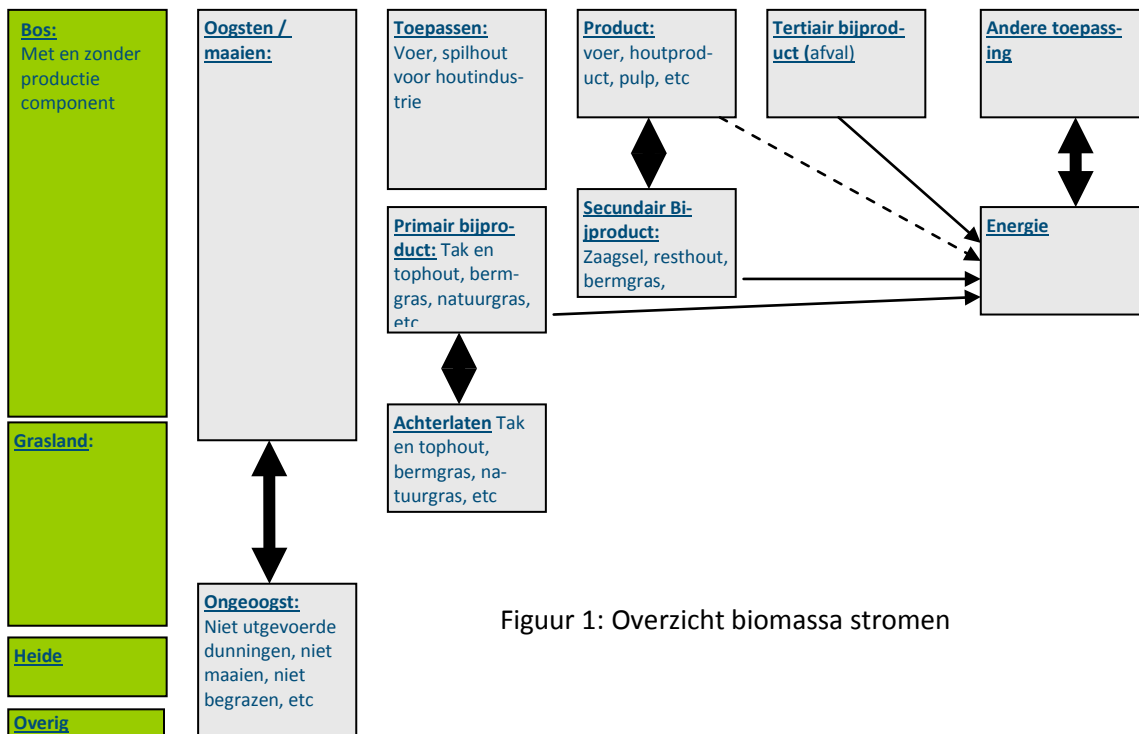 Bos:
Met en zonder
productie
component
Grasland:
Heide
Overig
Oogsten /
maaien:
Ongeoogst:
Niet utgevoerde
dunningen, niet
maaien, niet
begrazen, etc
Toepassen:
Voer, spilhout
voor houtindus-
trie
Primair bijpro-
duct: Tak en
tophout, berm-
gras, natuurgras,
etc
Achterlaten Tak
en tophout,
bermgras, na-
tuurgras, etc
Product:
voer, houtprod-
uct, pulp, etc
Secundair Bi-
jproduct:
Zaagsel, resthout,
bermgras,
Tertiair bijprod-
uct (afval)
Andere toepass-
ing
Energie
Figuur 1: Overzicht biomassa stromen